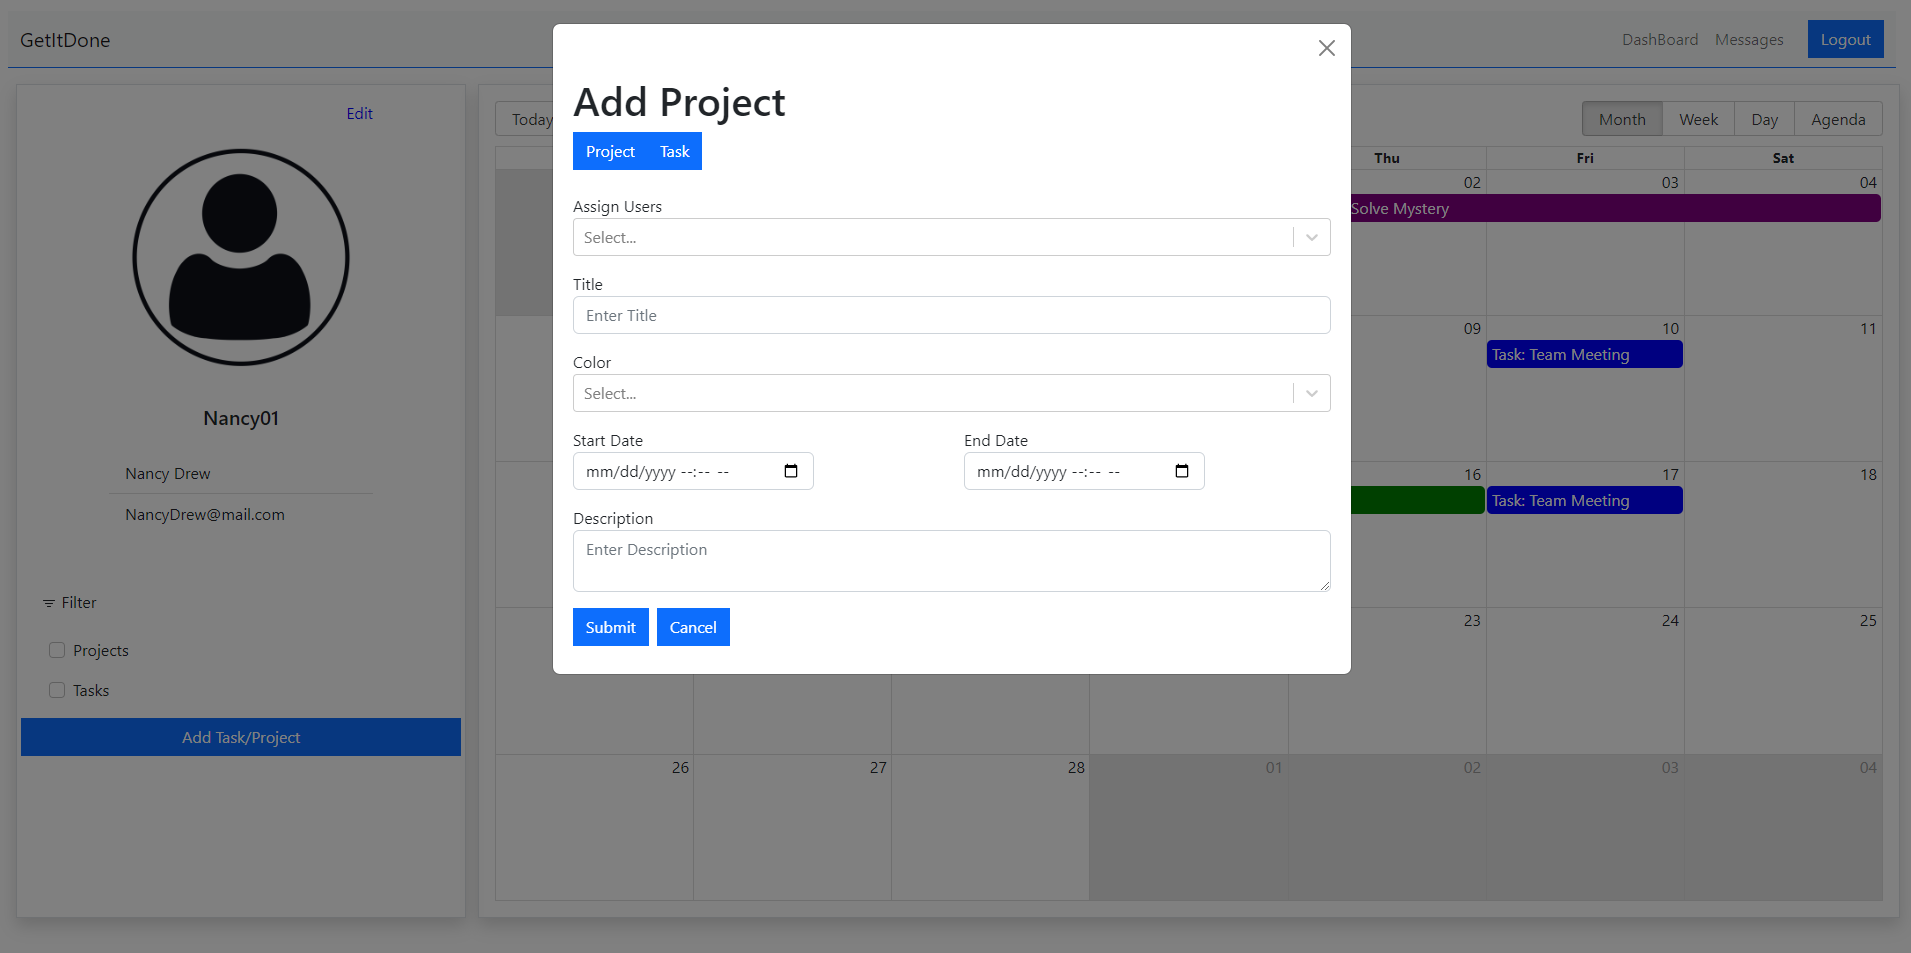 GetItDone
DashBoard Messages Logout
Edit
Nancy01
Nancy Drew
NancyDrew@mail.com
Filter
Projects
Tasks
Add Task/Project
Add Project
Project Task
Assign Users
Select...
Title
Enter Title
Color
Select...
Start Date End Date
mm/dd/yyyy --:-- -- mm/dd/yyyy --:-- --
Description
Enter Description
Submit Cancel
Today Month Week Day Agenda
Thu Fri Sat
02 03 04
Solve Mystery
09 10 11
Task: Team Meeting
16 17 18
Task: Team Meeting
23 24 25
26 27 28 01 02 03 04